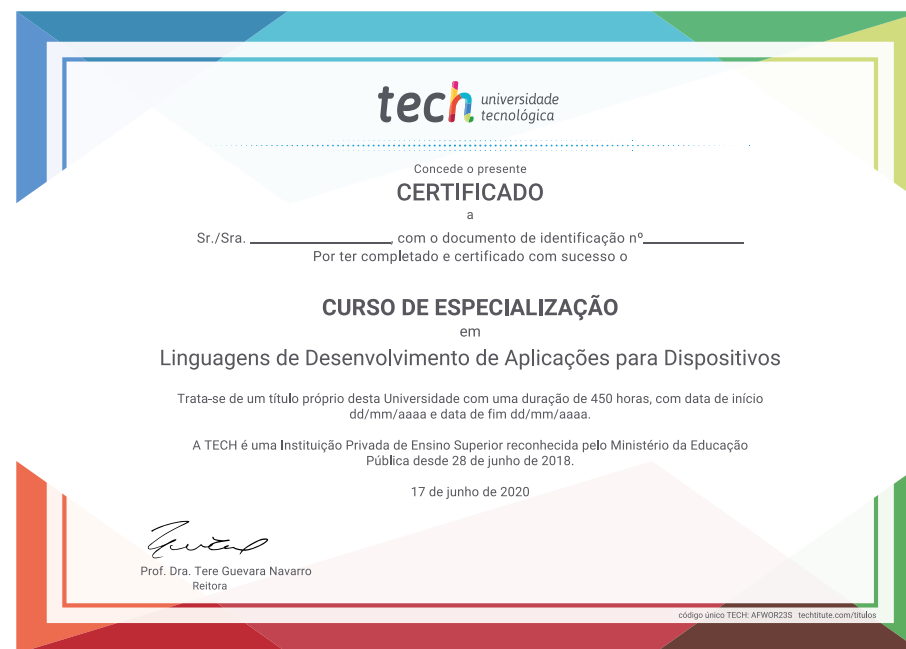 tech universidade
tecnológica
Concede o presente
CERTIFICADO
a
Sr./Sra. ____________________, com o documento de identificação nº______________
Por ter completado e certificado com sucesso o
CURSO DE ESPECIALIZAÇÃO
em
Linguagens de Desenvolvimento de Aplicações para Dispositivos
Trata-se de um título próprio desta Universidade com uma duração de 450 horas, com data de início
dd/mm/aaaa e data de fim dd/mm/aaaa.
A TECH é uma Instituição Privada de Ensino Superior reconhecida pelo Ministério da Educação
Pública desde 28 de junho de 2018.
17 de junho de 2020
Prof. Dra. Tere Guevara Navarro
Reitora
código único TECH: AFWOR23S techtitute.com/titulos